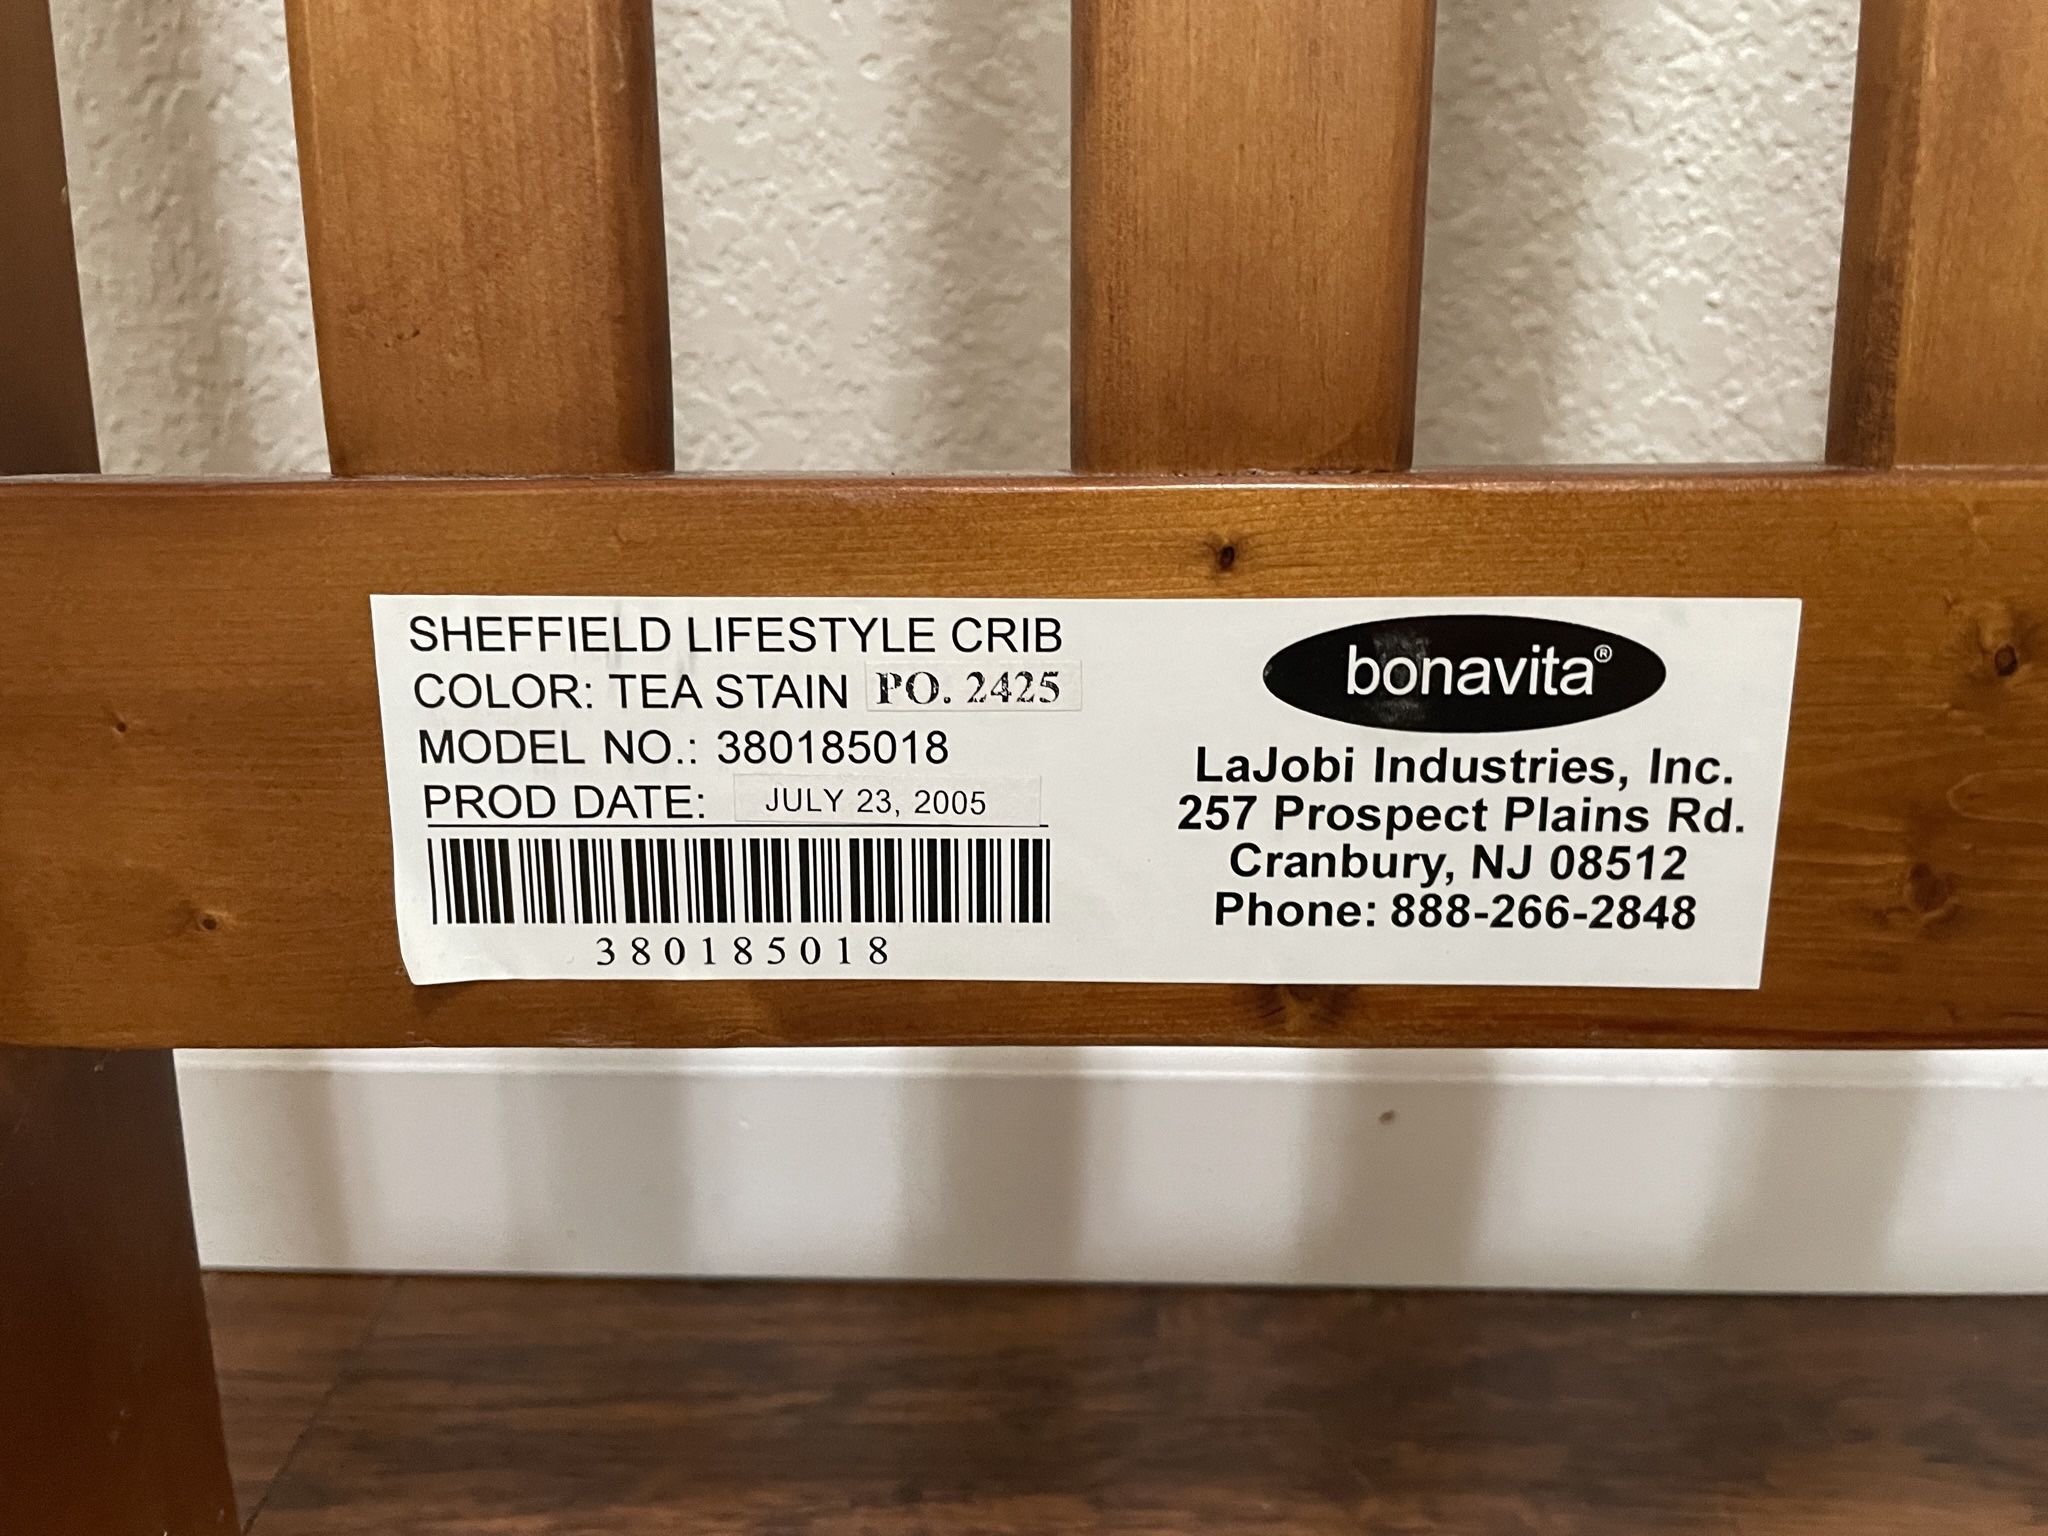 SHEFFIELD LIFESTYLE CRIB
COLOR: TEA STAIN PO. 2425
MODEL NO.: 380185018
PROD DATE: JULY 23, 2005
380185018
bonavita®
LaJobi Industries, Inc.
257 Prospect Plains Rd.
Cranbury, NJ 08512
Phone: 888-266-2848